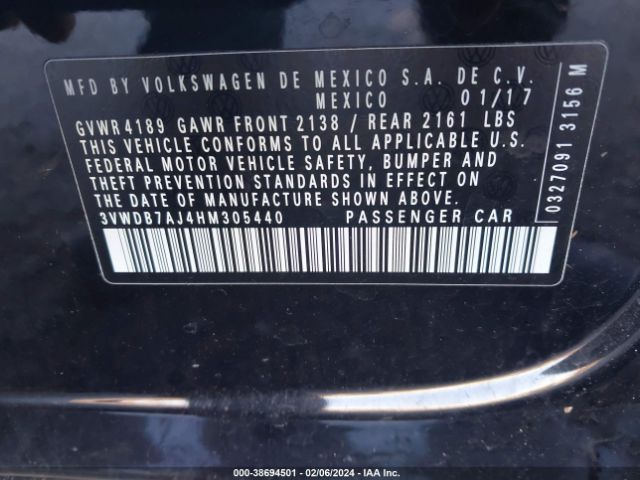 MFD BY VOLKSWAGEN DE MEXICO S.A. DE C.V.
MEXICO 01/17
GVWR 4189 GAWR FRONT 2138 / REAR 2161 LBS
THIS VEHICLE CONFORMS TO ALL APPLICABLE U.S.
FEDERAL MOTOR VEHICLE SAFETY, BUMPER AND
THEFT PREVENTION STANDARDS IN EFFECT ON
THE DATE OF MANUFACTURE SHOWN ABOVE.
3VWDB7AJ4HM305440 PASSENGER CAR
0327091 3156 M
000-38694501 - 02/06/2024 - IAA Inc.